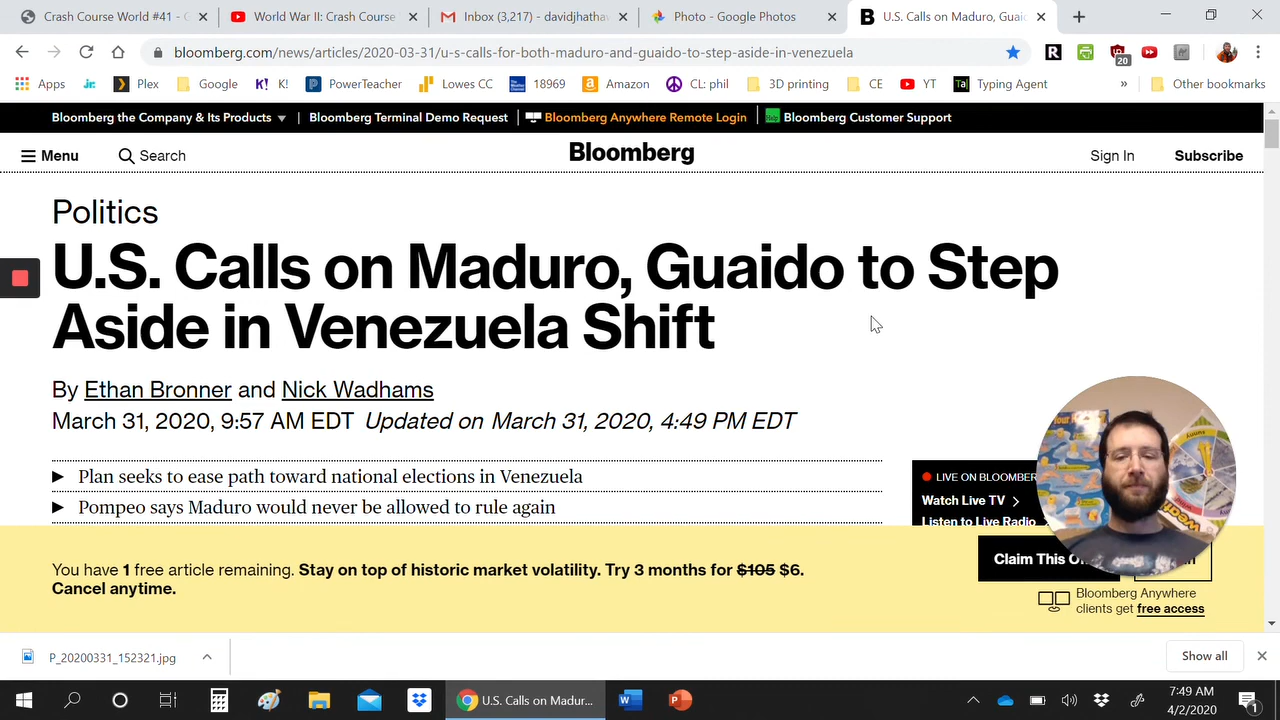 Crash Course World #41 - C
World War II: Crash Course
Inbox (3,217) - davidjhathav
Photo - Google Photos
B U.S. Calls on Maduro, Guaic
bloomberg.com/news/articles/2020-03-31/u-s-calls-for-both-maduro-and-guaido-to-step-aside-in-venezuela
R
20
Apps Jr. Plex Google K! K! PowerTeacher Lowes CC 18969 Amazon CL: phil 3D printing CE YT Ta Typing Agent » Other bookmarks
Bloomberg the Company & Its Products | Bloomberg Terminal Demo Request | Bloomberg Anywhere Remote Login | Bloomberg Customer Support
Menu Search Bloomberg Sign In Subscribe
Politics
U.S. Calls on Maduro, Guaido to Step
Aside in Venezuela Shift
By Ethan Bronner and Nick Wadhams
March 31, 2020, 9:57 AM EDT Updated on March 31, 2020, 4:49 PM EDT
Plan seeks to ease path toward national elections in Venezuela
Pompeo says Maduro would never be allowed to rule again
LIVE ON BLOOMBER
Watch Live TV
Listen to Live Radio
You have 1 free article remaining. Stay on top of historic market volatility. Try 3 months for $105 $6.
Cancel anytime.
Claim This O
Bloomberg Anywhere
clients get free access
P_20200331_152321.jpg
Show all
U.S. Calls on Madur...
7:49 AM
4/2/2020
1